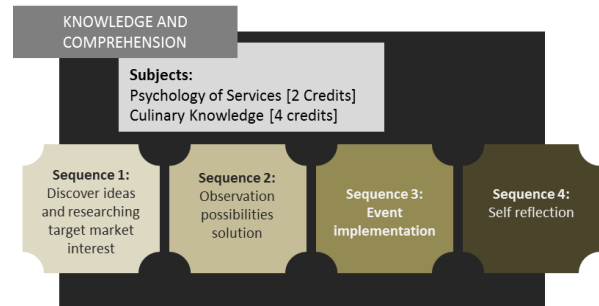 KNOWLEDGE AND
COMPREHENSION
Subjects:
Psychology of Services [2 Credits]
Culinary Knowledge [4 credits]
Sequence 1:
Discover ideas
and researching
target market
interest
Sequence 2:
Observation
possibilities
solution
Sequence 3:
Event
implementation
Sequence 4:
Self reflection